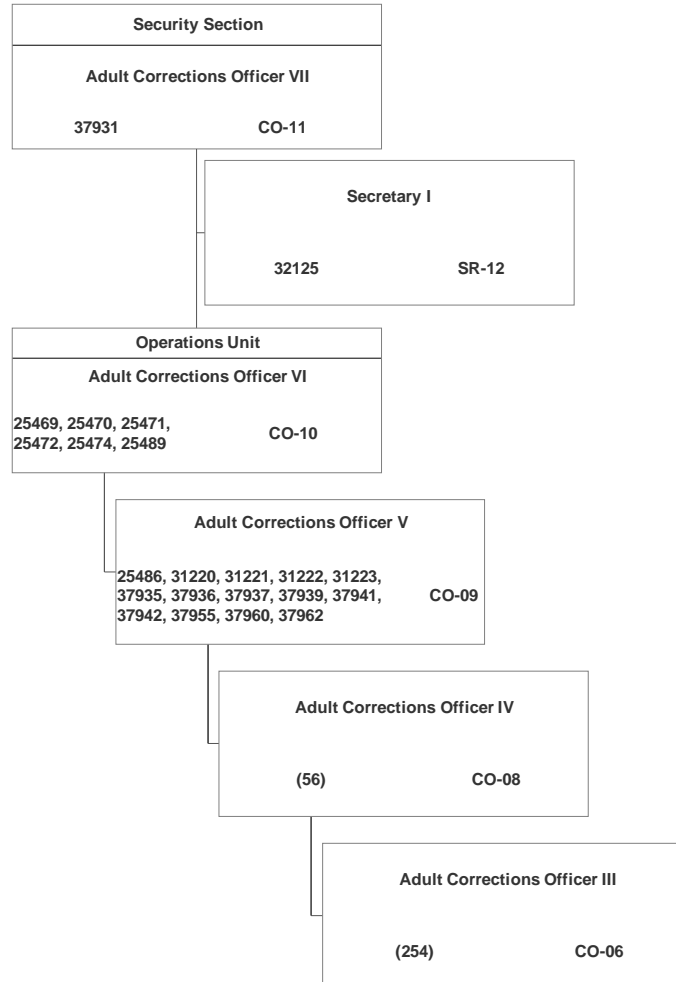 Security Section
Adult Corrections Officer VII
37931 CO-11
Secretary I
32125 SR-12
Operations Unit
Adult Corrections Officer VI
25469, 25470, 25471,
25472, 25474, 25489
CO-10
Adult Corrections Officer V
25486, 31220, 31221, 31222, 31223,
37935, 37936, 37937, 37939, 37941,
37942, 37955, 37960, 37962
CO-09
Adult Corrections Officer IV
(56) CO-08
Adult Corrections Officer III
(254) CO-06